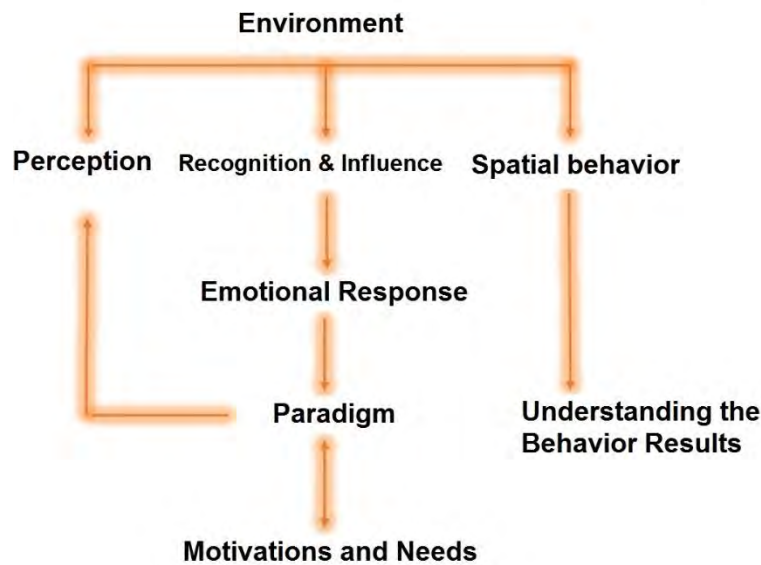 Environment
Perception
Recognition & Influence
Spatial behavior
Emotional Response
Paradigm
Understanding the
Behavior Results
Motivations and Needs